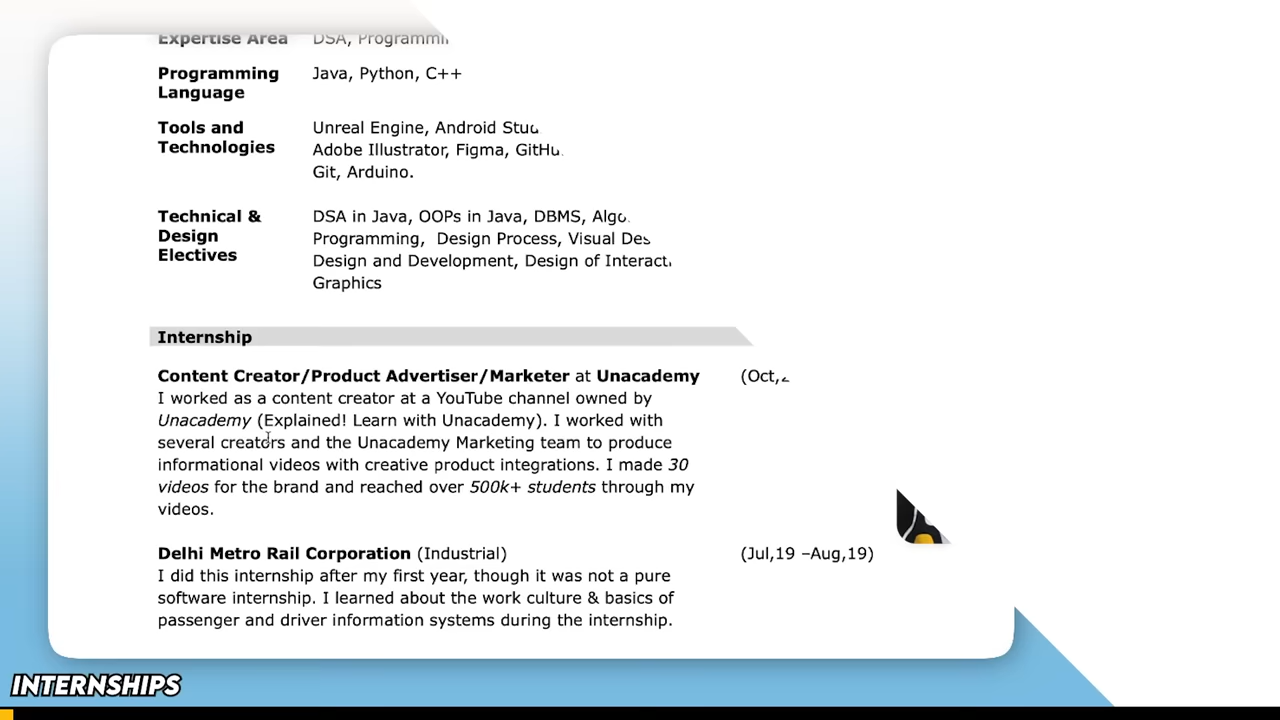 Expertise Area DSA,
Programming Language Java, Python, C++
Tools and Technologies Unreal Engine, Android
Adobe Illustrator, Figma,
Git, Arduino.
Technical & Design Electives DSA in Java, OOPs in Java, DBMS,
Programming, Design Process, Visual
Design and Development, Design of
Graphics
Internship
Content Creator/Product Advertiser/Marketer at Unacademy (Oct,
I worked as a content creator at a YouTube channel owned by
Unacademy (Explained! Learn with Unacademy). I worked with
several creators and the Unacademy Marketing team to produce
informational videos with creative product integrations. I made 30
videos for the brand and reached over 500k+ students through my
videos.
Delhi Metro Rail Corporation (Industrial) (Jul,19 –Aug,19)
I did this internship after my first year, though it was not a pure
software internship. I learned about the work culture & basics of
passenger and driver information systems during the internship.
INTERNSHIPS